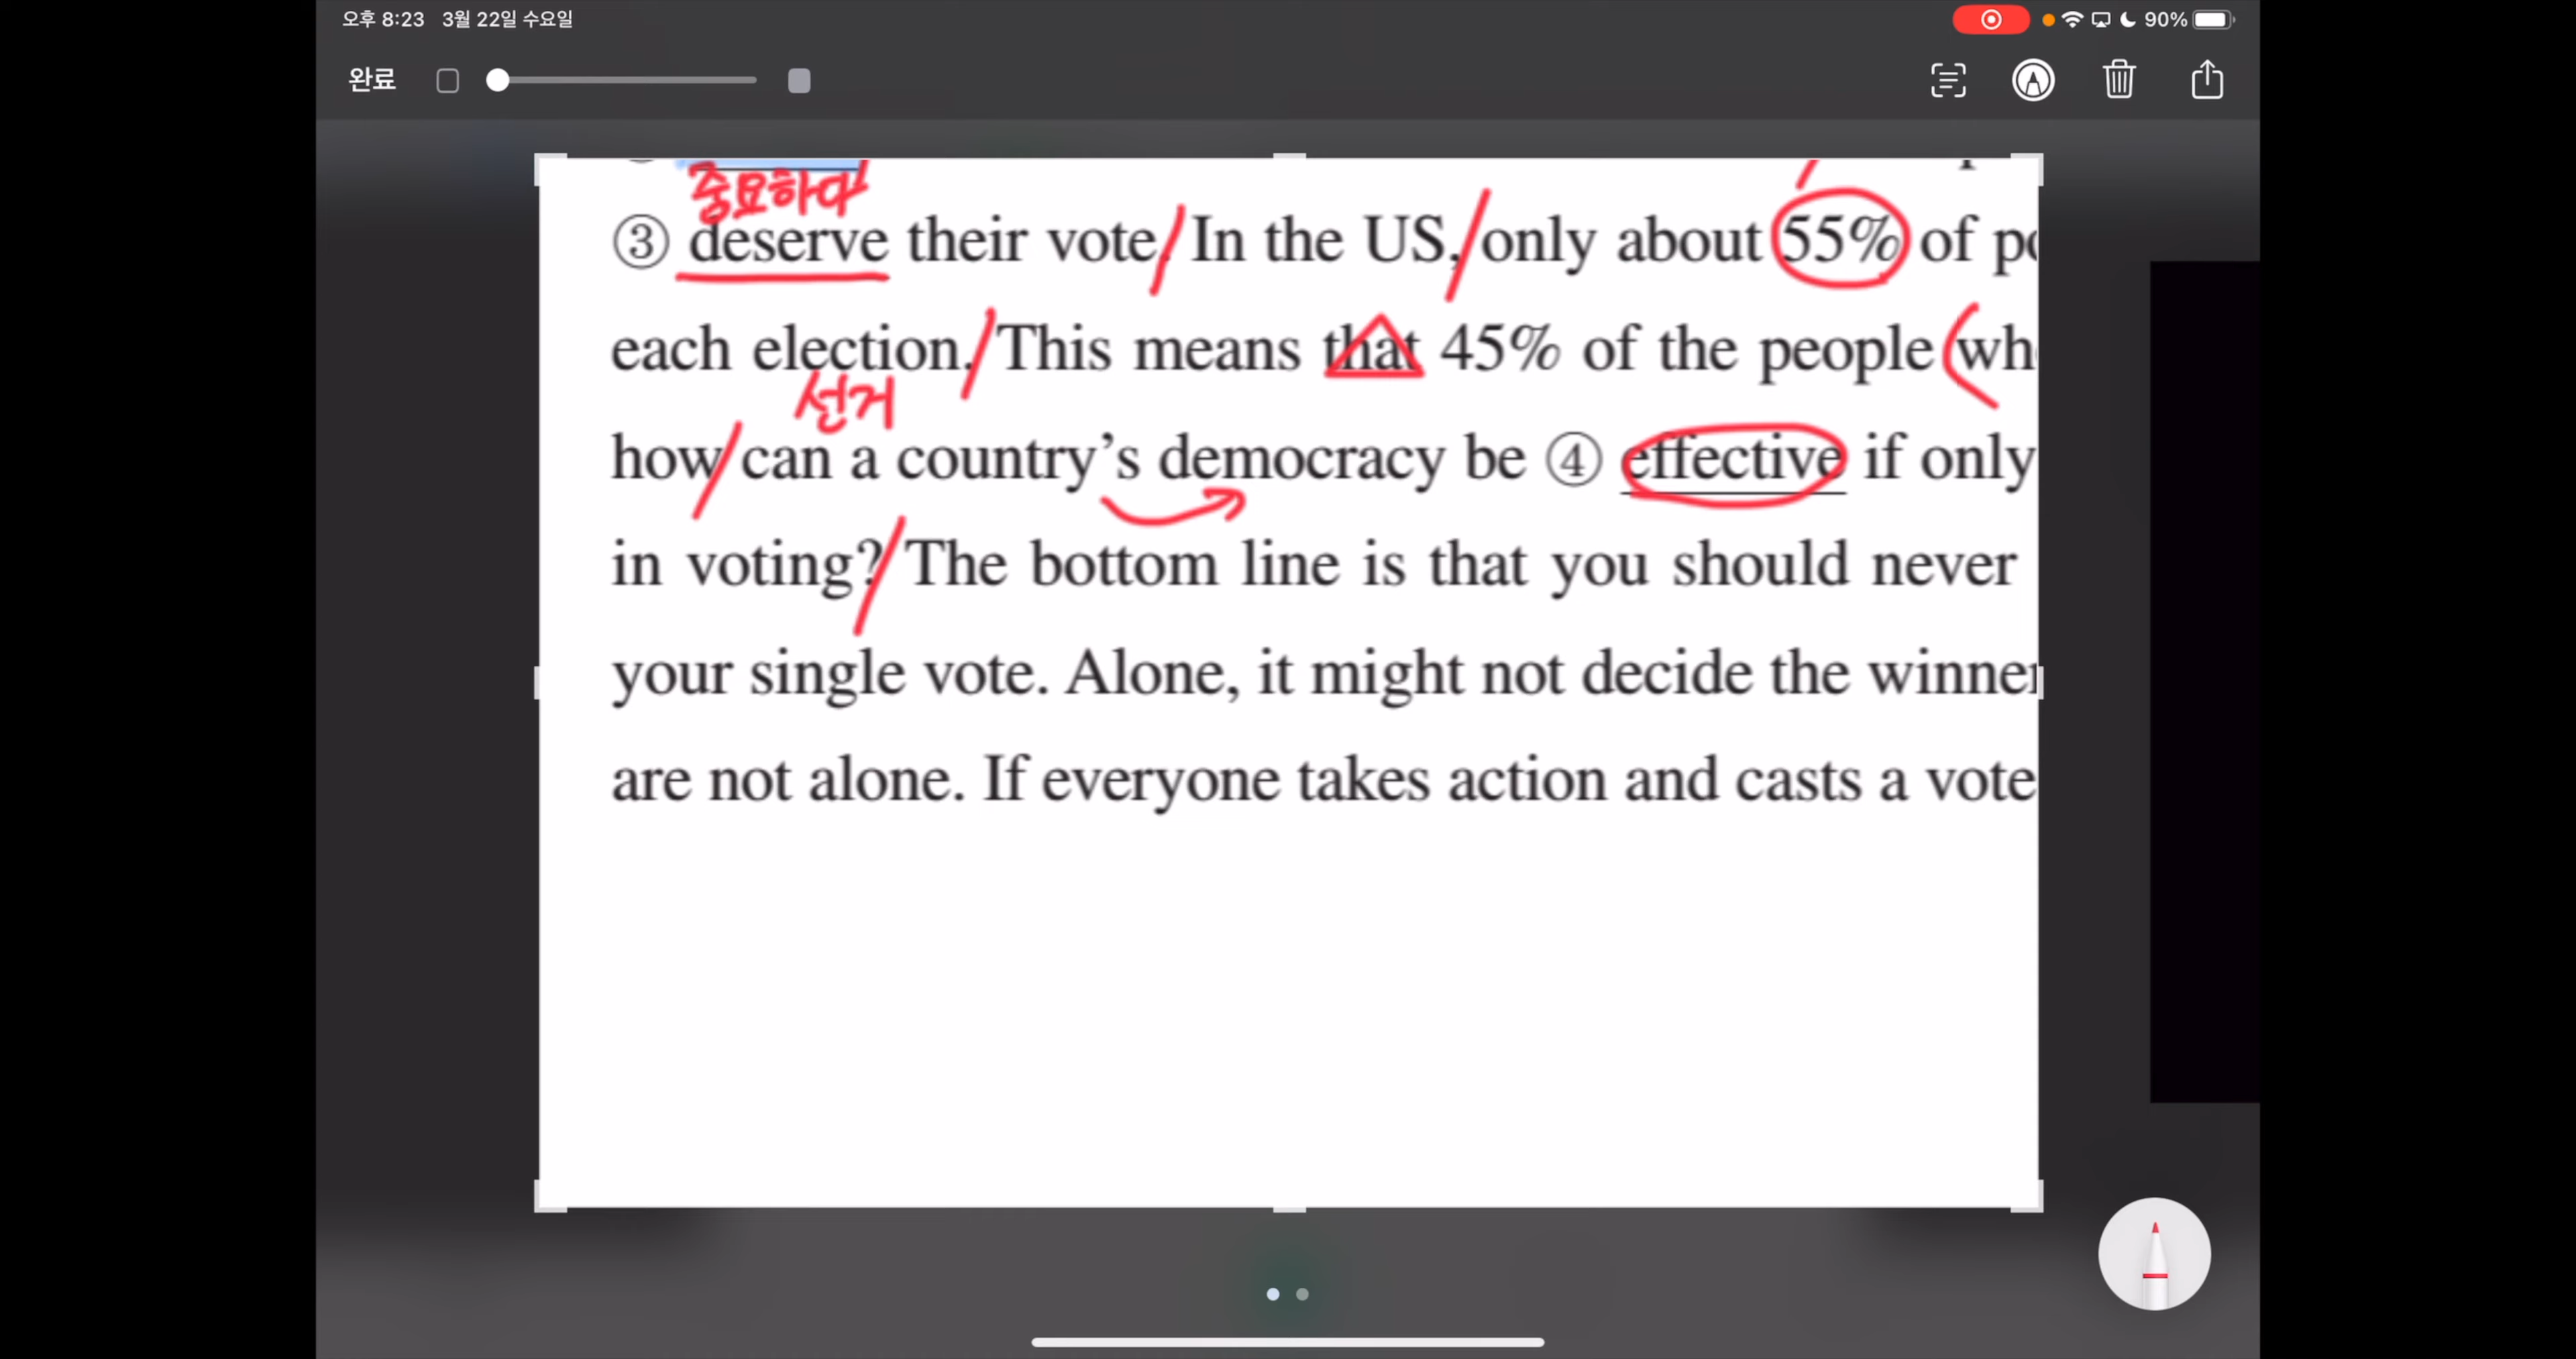 오후 8:23 3월 22일 수요일
90%
완료
중요하다
③ deserve their vote. In the US, only about 55% of
each election. This means that 45% of the people
선거
how can a country's democracy be ④ effective if only
in voting? The bottom line is that you should never
your single vote. Alone, it might not decide the winner
are not alone. If everyone takes action and casts a vote